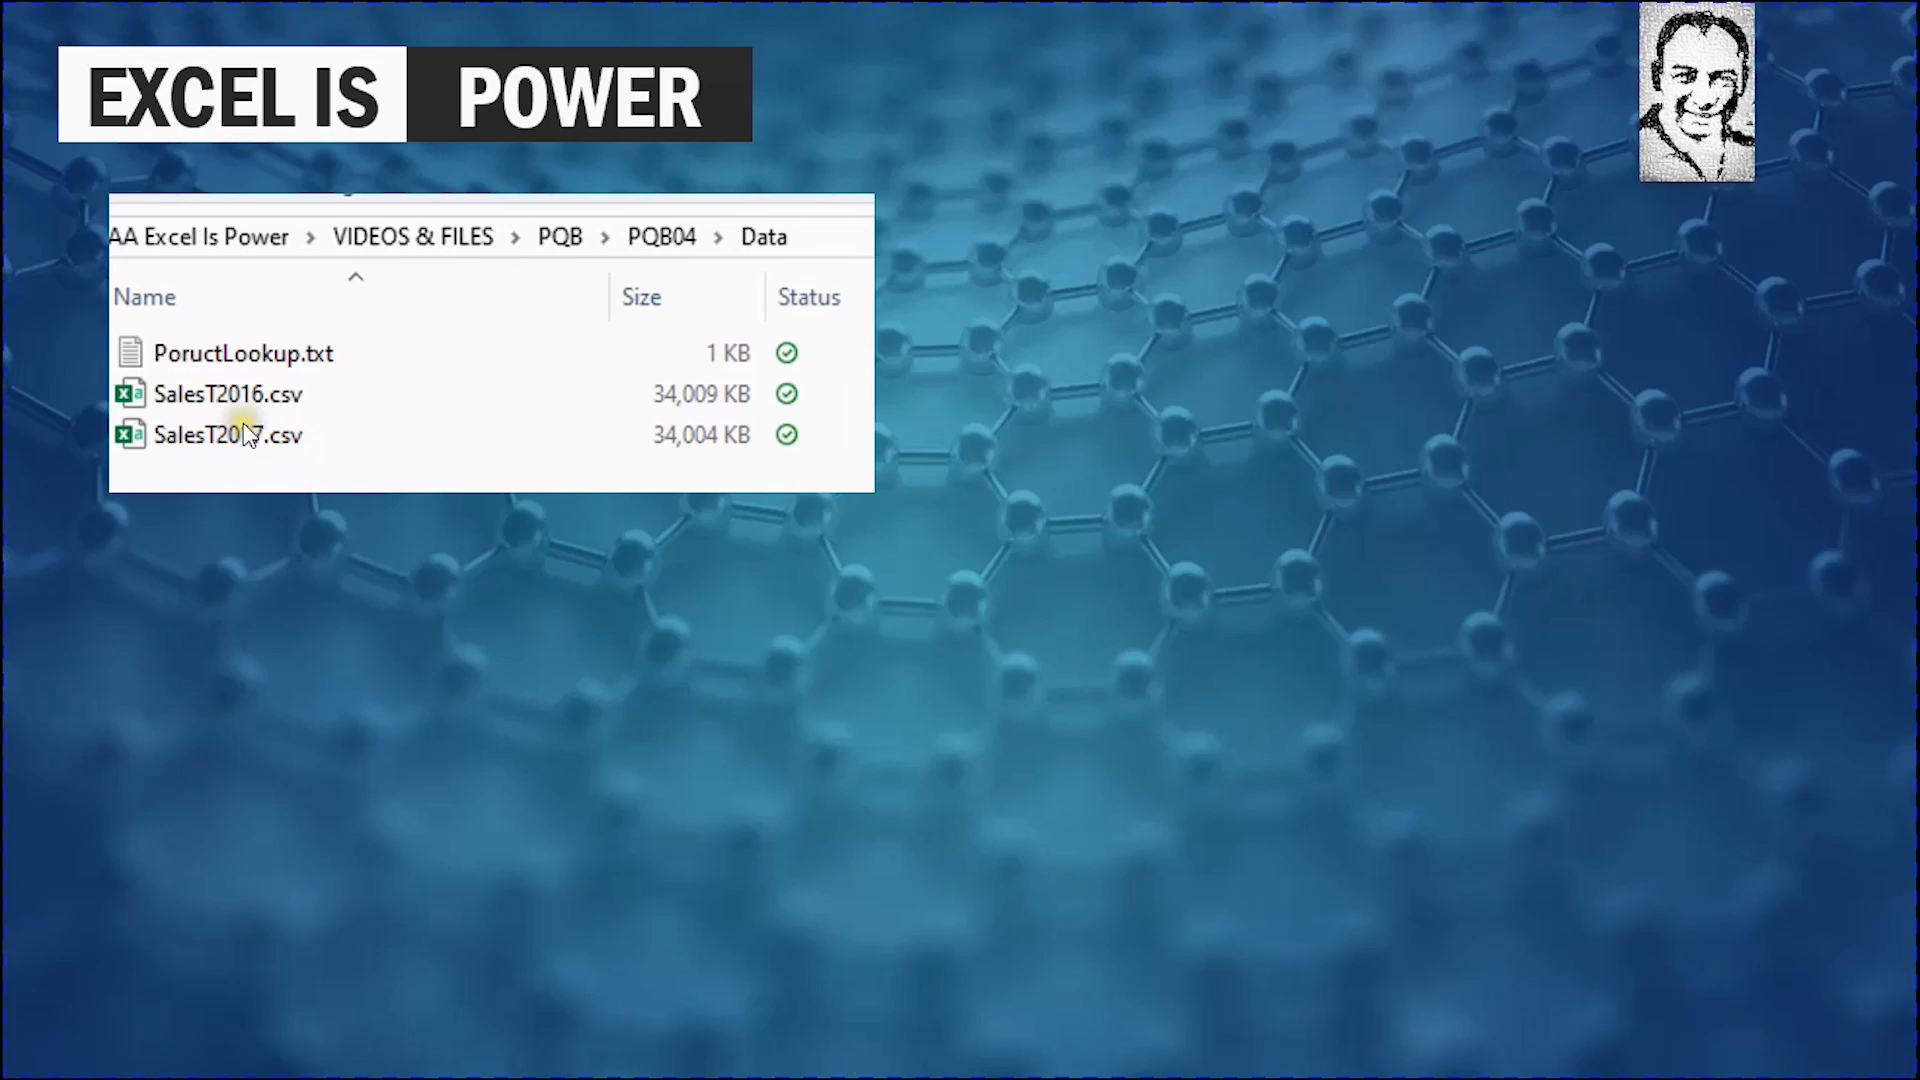 EXCEL IS POWER
AA Excel Is Power > VIDEOS & FILES > PQB > PQB04 > Data
Name Size Status
PoructLookup.txt 1 KB
SalesT2016.csv 34,009 KB
SalesT2017.csv 34,004 KB